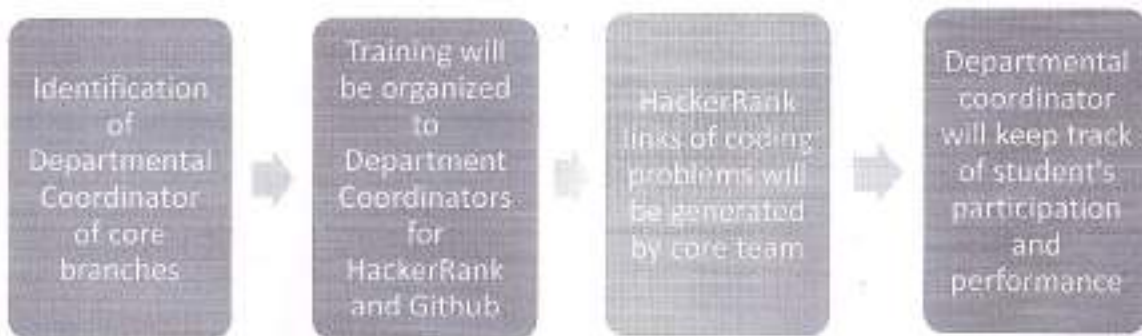 Identification
of
Departmental
Coordinator
of core
branches
Training will
be organized
to
Department
Coordinators
for
HackerRank
and Github
HackerRank
links of coding
problems will
be generated
by core team
Departmental
coordinator
will keep track
of student's
participation
and
performance